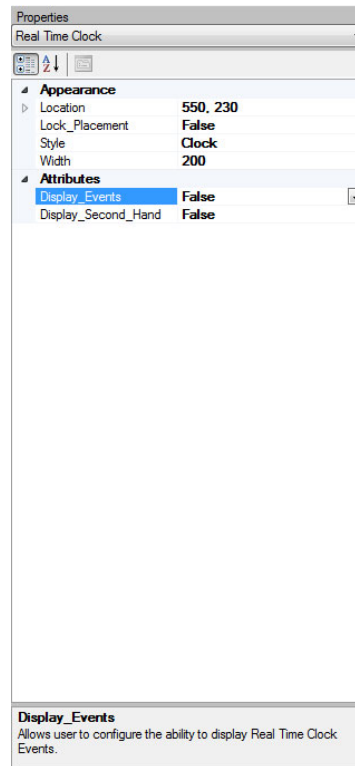 Properties
Real Time Clock
A Z
Appearance
Location 550, 230
Lock_Placement False
Style Clock
Width 200
Attributes
Display_Events False
Display_Second_Hand False
Display_Events
Allows user to configure the ability to display Real Time Clock
Events.